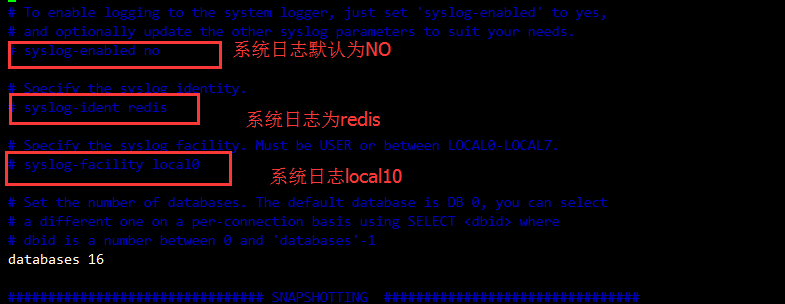 # To enable logging to the system logger, just set 'syslog-enabled' to yes,
# and optionally update the other syslog parameters to suit your needs.
# syslog-enabled no
系统日志默认为NO
# Specify the syslog identity.
# syslog-ident redis
系统日志为redis
# Specify the syslog facility. Must be USER or between LOCAL0-LOCAL7.
# syslog-facility local0
系统日志local10
# Set the number of databases. The default database is DB 0, you can select
# a different one on a per-connection basis using SELECT <dbid> where
# dbid is a number between 0 and 'databases'-1
databases 16
################################ SNAPSHOTTING ################################